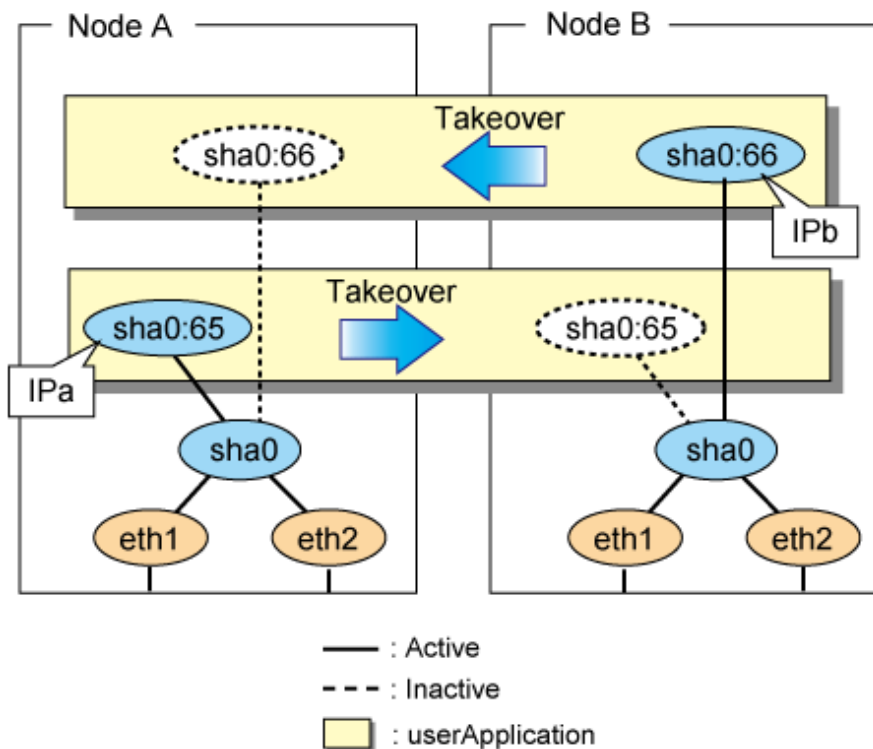 Node A
Node B
Takeover
sha0:66
sha0:66
IPb
Takeover
sha0:65
sha0:65
IPa
sha0
sha0
eth1
eth2
eth1
eth2
: Active
: Inactive
: userApplication